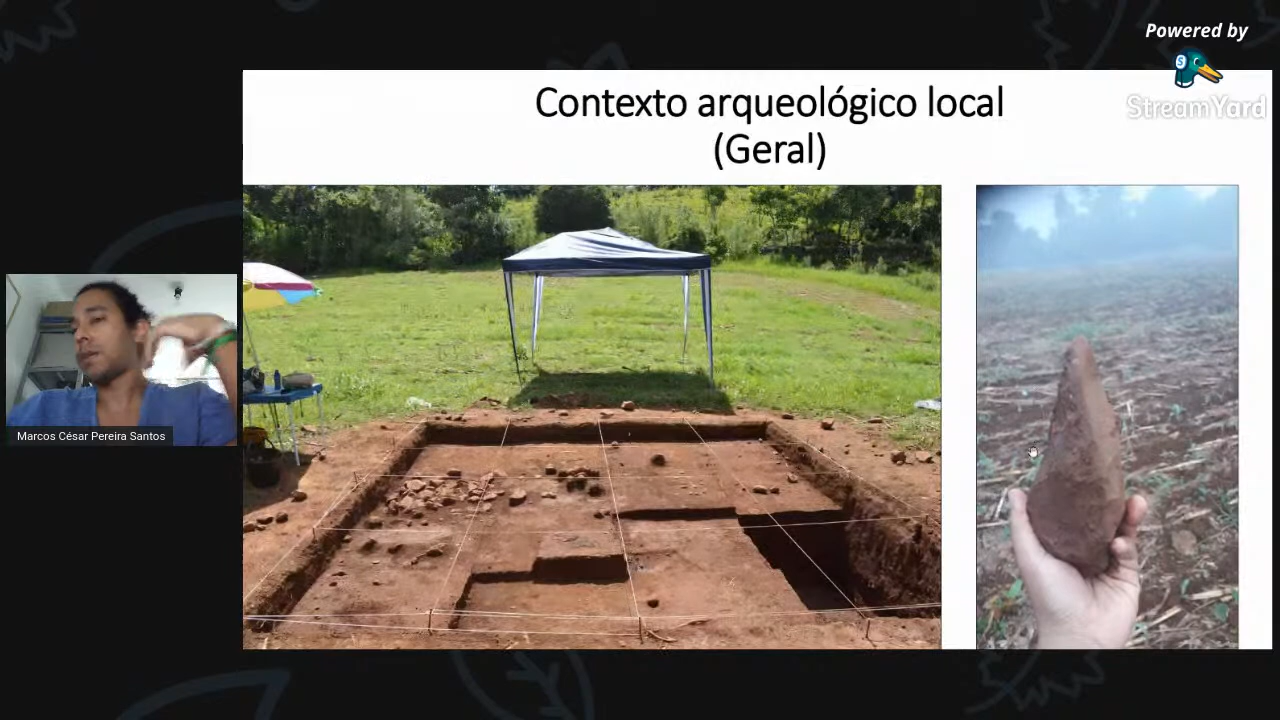 Powered by
StreamYard
Contexto arqueológico local
(Geral)
Marcos César Pereira Santos